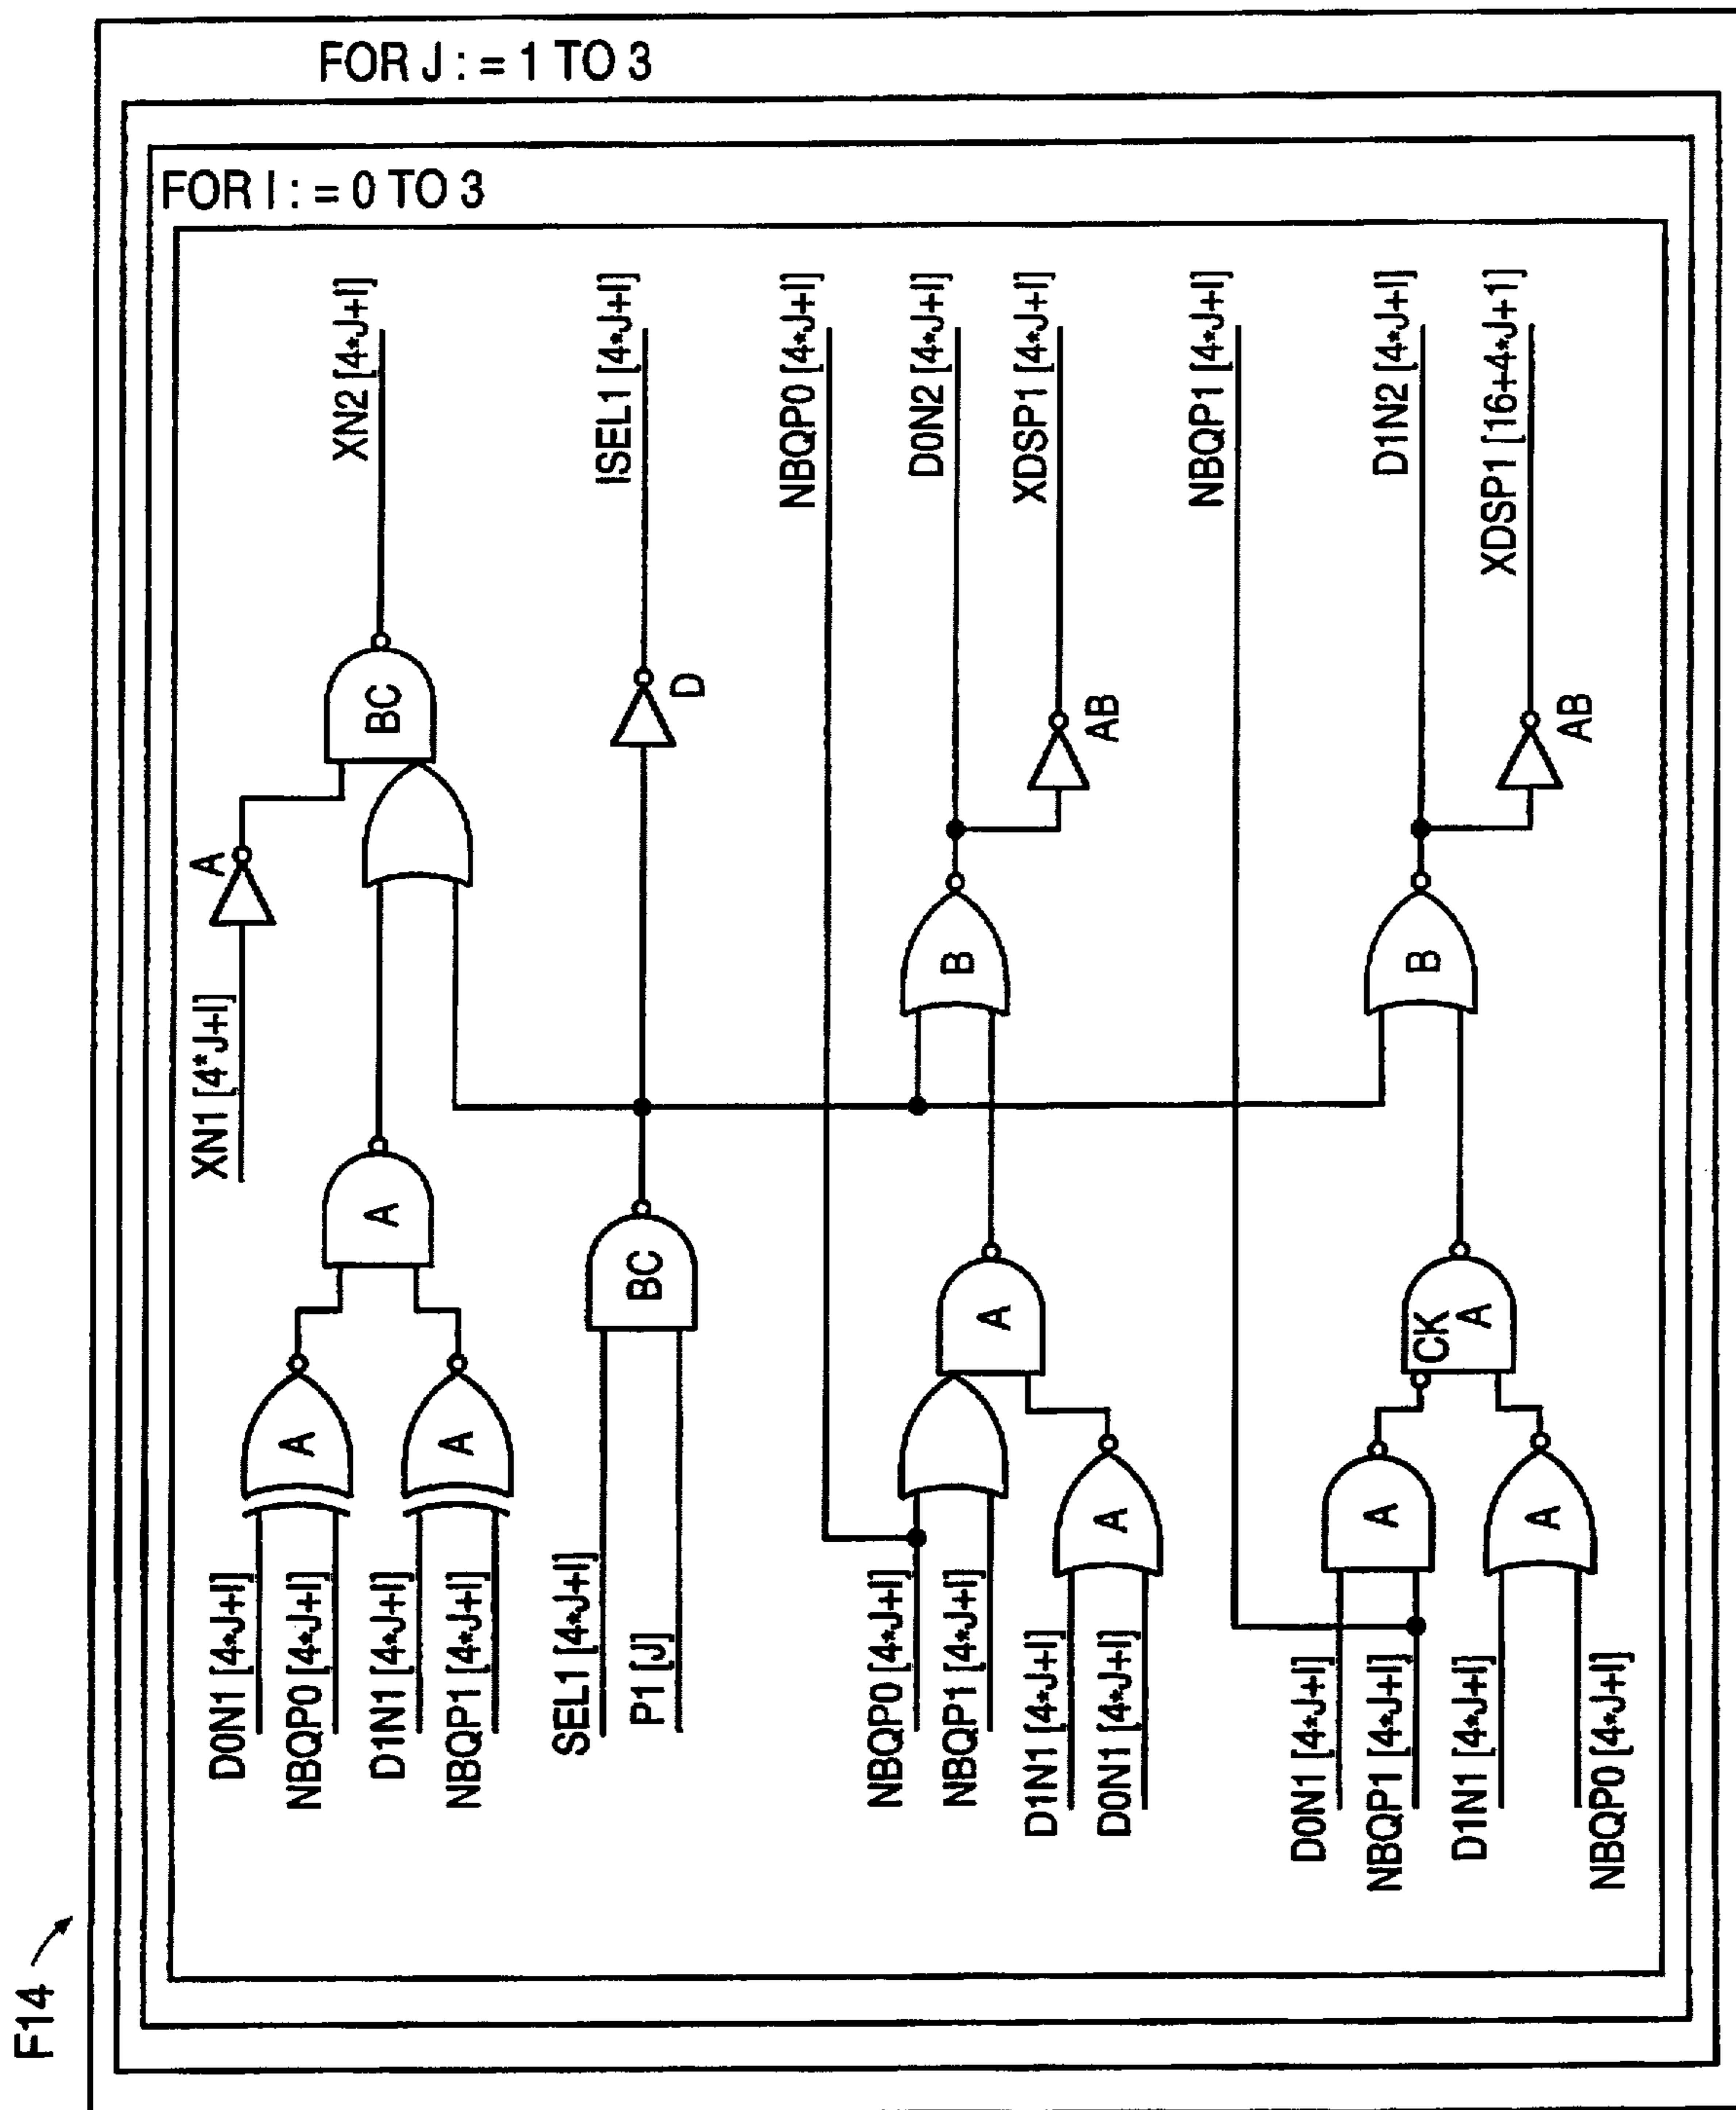 F14
FOR J : = 1 TO 3
FOR I : = 0 TO 3
XN1 [4*J+I]
A
BC
XN2 [4*J+I]
D0N1 [4*J+I]
NBQP0 [4*J+I]
A
D1N1 [4*J+I]
NBQP1 [4*J+I]
A
A
SEL1 [4*J+I]
P1 [J]
BC
D
ISEL1 [4*J+I]
NBQP0 [4*J+I]
NBQP0 [4*J+I]
NBQP1 [4*J+I]
D1N1 [4*J+I]
D0N1 [4*J+I]
A
A
B
D0N2 [4*J+I]
AB
XDSP1 [4*J+I]
NBQP1 [4*J+I]
D0N1 [4*J+I]
NBQP1 [4*J+I]
A
D1N1 [4*J+I]
NBQP0 [4*J+I]
A
CK
A
B
D1N2 [4*J+I]
AB
XDSP1 [16+4*J+1]